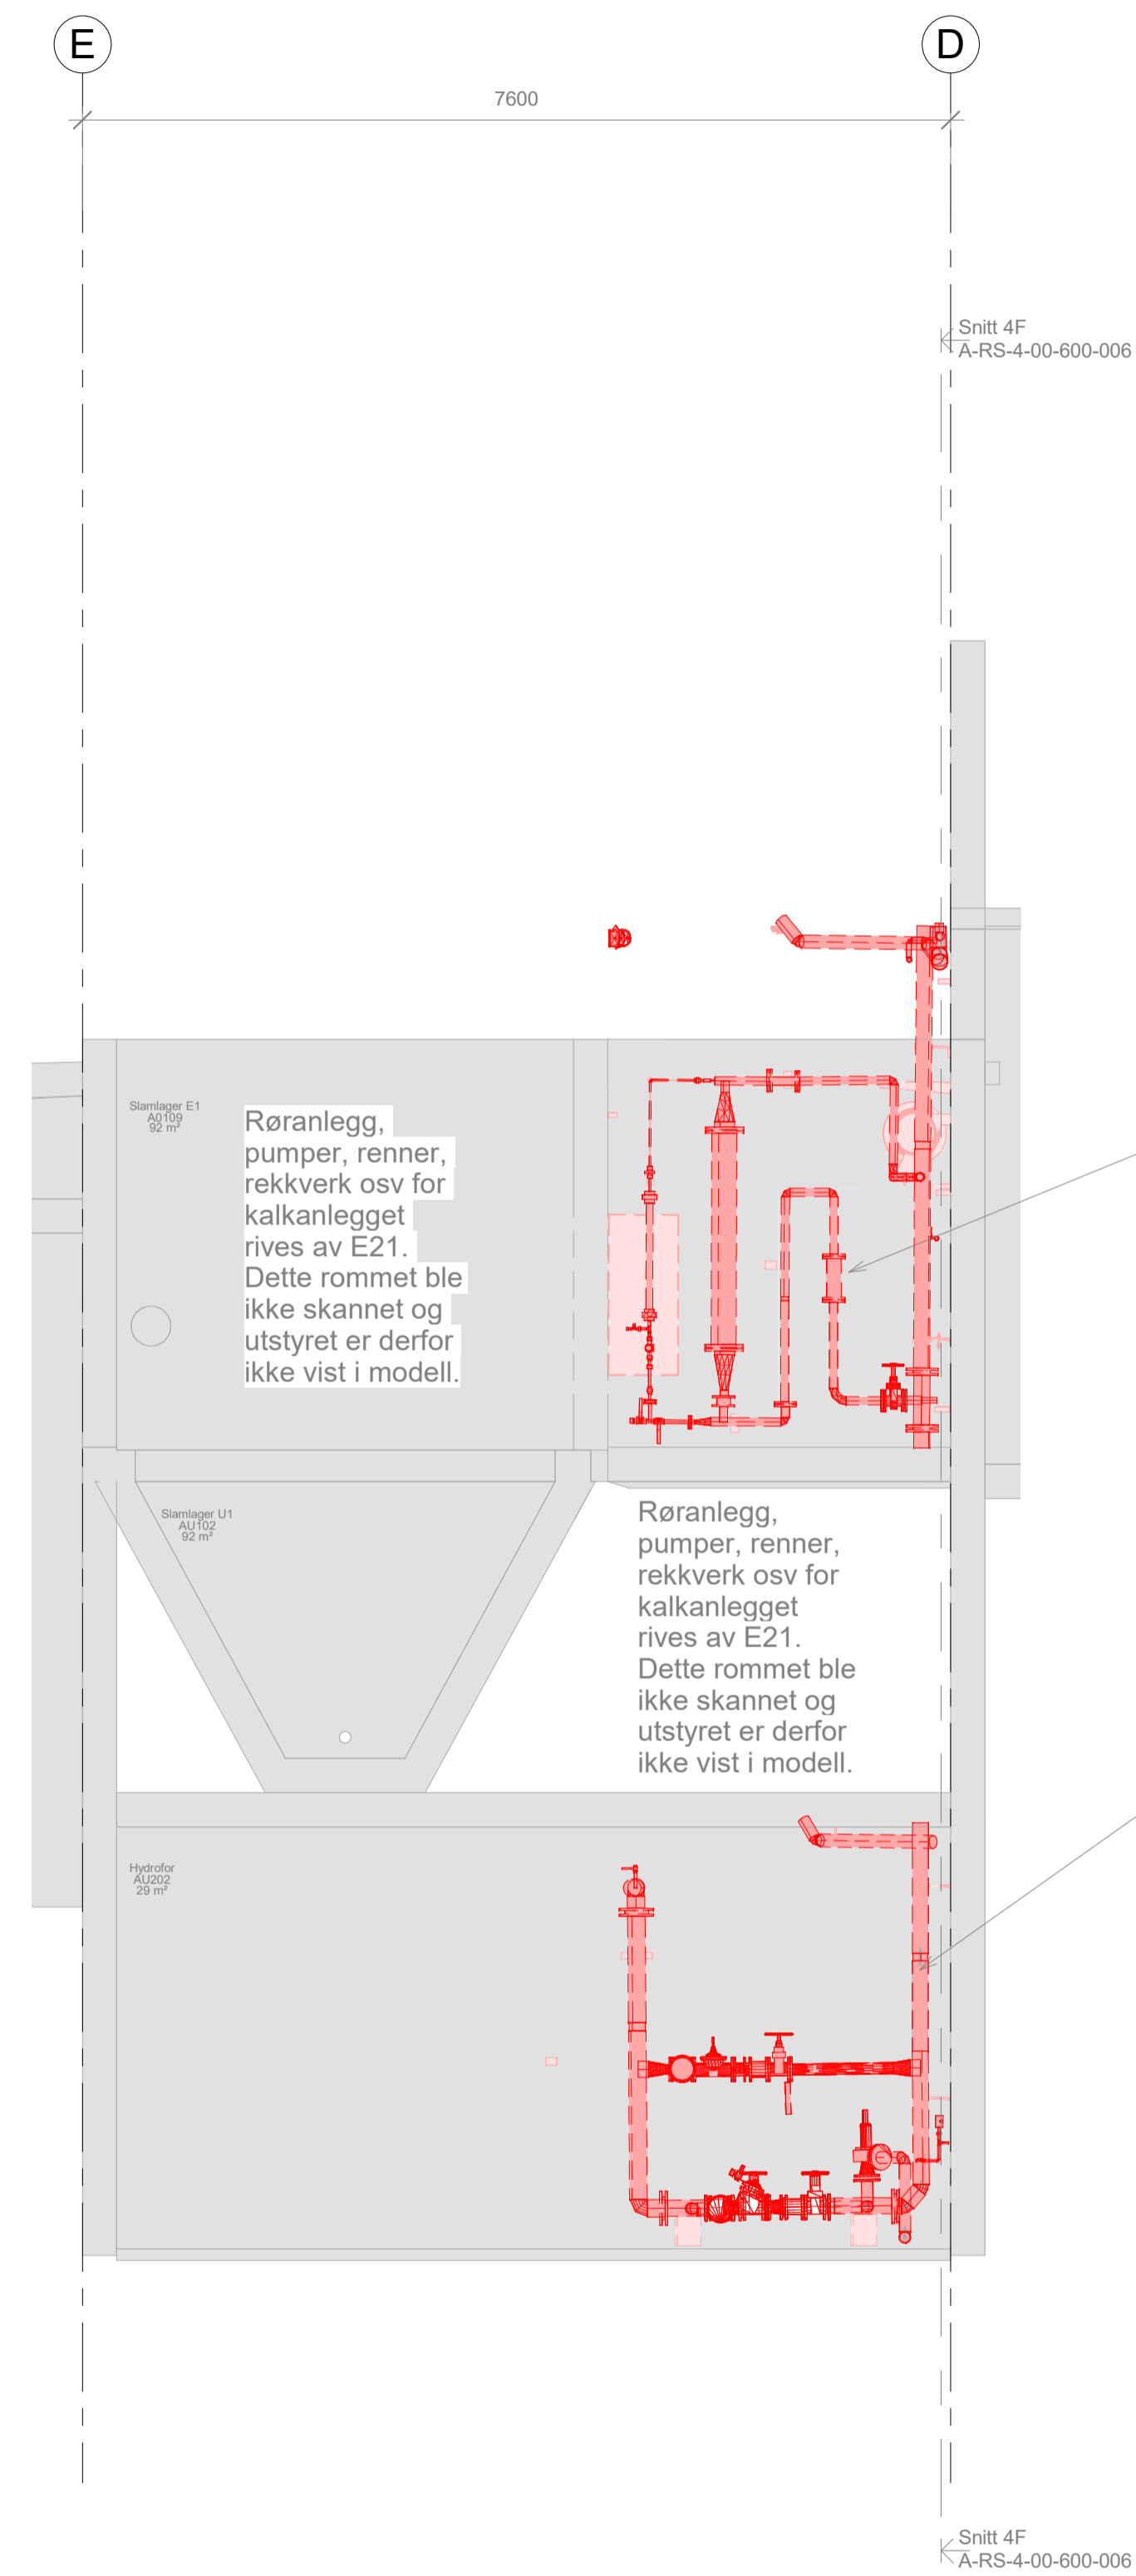 E
D
7600
Snitt 4F
A-RS-4-00-600-006
Slamlager E1
A0109
92 m²
Røranlegg,
pumper, renner,
rekkverk osv for
kalkanlegget
rives av E21.
Dette rommet ble
ikke skannet og
utstyret er derfor
ikke vist i modell.
Slamlager U1
AU102
92 m²
Røranlegg,
pumper, renner,
rekkverk osv for
kalkanlegget
rives av E21.
Dette rommet ble
ikke skannet og
utstyret er derfor
ikke vist i modell.
Hydrofor
AU202
29 m²
Snitt 4F
A-RS-4-00-600-006